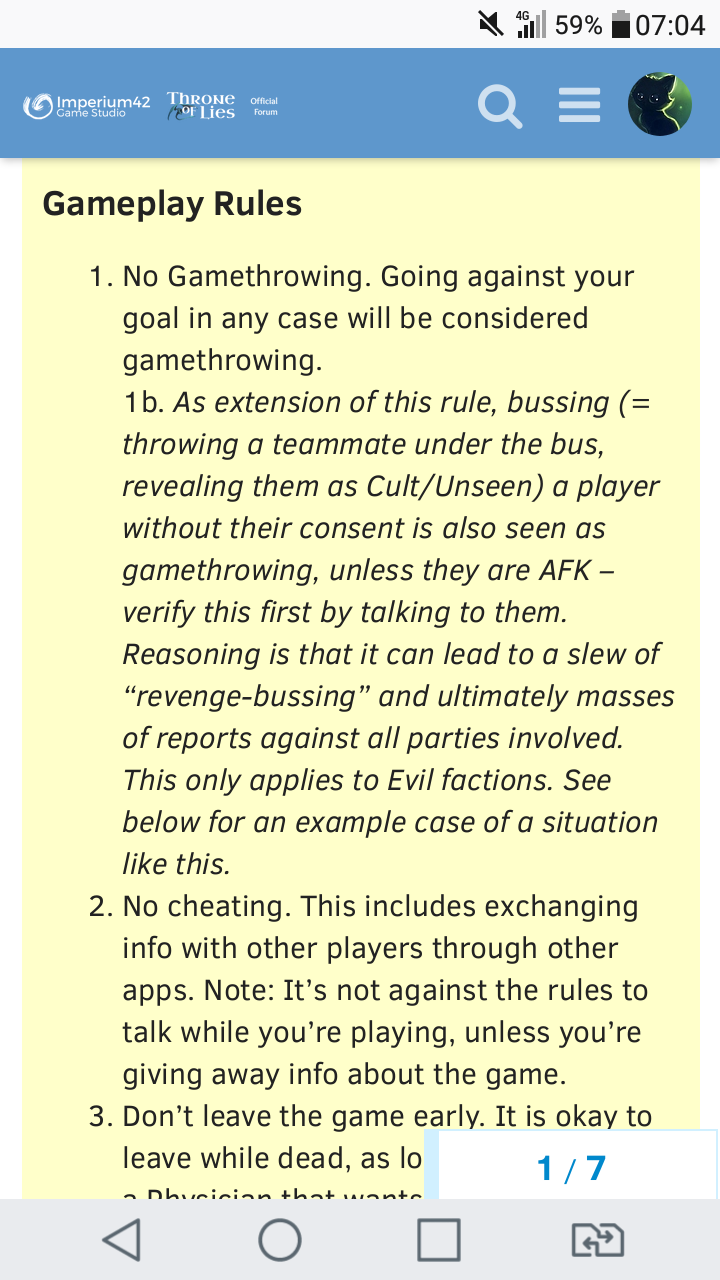 4G 59% 07:04
Imperium42 Game Studio THRONE OF LIES Official Forum
Gameplay Rules
1. No Gamethrowing. Going against your
goal in any case will be considered
gamethrowing.
1b. As extension of this rule, bussing (=
throwing a teammate under the bus,
revealing them as Cult/Unseen) a player
without their consent is also seen as
gamethrowing, unless they are AFK –
verify this first by talking to them.
Reasoning is that it can lead to a slew of
“revenge-bussing” and ultimately masses
of reports against all parties involved.
This only applies to Evil factions. See
below for an example case of a situation
like this.
2. No cheating. This includes exchanging
info with other players through other
apps. Note: It’s not against the rules to
talk while you’re playing, unless you’re
giving away info about the game.
3. Don’t leave the game early. It is okay to
leave while dead, as lo
a Physician that wants
1 / 7